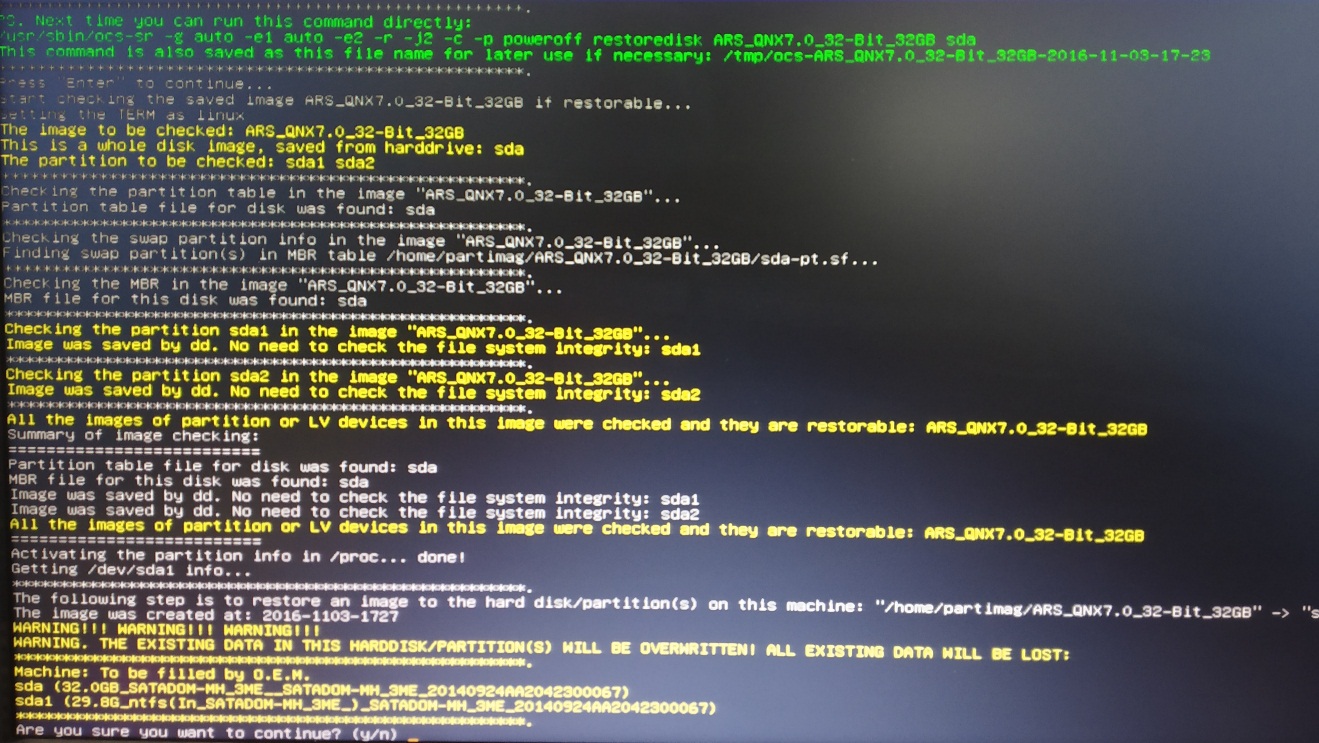 *******************************************************.
PS. Next time you can run this command directly:
/usr/sbin/ocs-sr -g auto -e1 auto -e2 -r -j2 -c -p poweroff restoredisk ARS_QNX7.0_32-Bit_32GB sda
This command is also saved as this file name for later use if necessary: /tmp/ocs-ARS_QNX7.0_32-Bit_32GB-2016-11-03-17-23
*******************************************************.
Press "Enter" to continue...
Start checking the saved image ARS_QNX7.0_32-Bit_32GB if restorable...
Setting the TERM as linux
The image to be checked: ARS_QNX7.0_32-Bit_32GB
This is a whole disk image, saved from harddrive: sda
The partition to be checked: sda1 sda2
*******************************************************.
Checking the partition table in the image "ARS_QNX7.0_32-Bit_32GB"...
Partition table file for disk was found: sda
*******************************************************.
Checking the swap partition info in the image "ARS_QNX7.0_32-Bit_32GB"...
Finding swap partition(s) in MBR table /home/partimag/ARS_QNX7.0_32-Bit_32GB/sda-pt.sf...
*******************************************************.
Checking the MBR in the image "ARS_QNX7.0_32-Bit_32GB"...
MBR file for this disk was found: sda
*******************************************************.
Checking the partition sda1 in the image "ARS_QNX7.0_32-Bit_32GB"...
Image was saved by dd. No need to check the file system integrity: sda1
*******************************************************.
Checking the partition sda2 in the image "ARS_QNX7.0_32-Bit_32GB"...
Image was saved by dd. No need to check the file system integrity: sda2
*******************************************************.
All the images of partition or LV devices in this image were checked and they are restorable: ARS_QNX7.0_32-Bit_32GB
Summary of image checking:
===========================
Partition table file for disk was found: sda
MBR file for this disk was found: sda
Image was saved by dd. No need to check the file system integrity: sda1
Image was saved by dd. No need to check the file system integrity: sda2
All the images of partition or LV devices in this image were checked and they are restorable: ARS_QNX7.0_32-Bit_32GB
===========================
Activating the partition info in /proc... done!
Getting /dev/sda1 info...
*******************************************************.
The following step is to restore an image to the hard disk/partition(s) on this machine: "/home/partimag/ARS_QNX7.0_32-Bit_32GB" -> "s
The image was created at: 2016-1103-1727
WARNING!!! WARNING!!! WARNING!!!
WARNING. THE EXISTING DATA IN THIS HARDDISK/PARTITION(S) WILL BE OVERWRITTEN! ALL EXISTING DATA WILL BE LOST:
*******************************************************.
Machine: To be filled by O.E.M.
sda (32.0GB_SATADOM-MH_3ME__SATADOM-MH_3ME_20140924AA2042300067)
sda1 (29.8G_ntfs(In_SATADOM-MH_3ME_)_SATADOM-MH_3ME_20140924AA2042300067)
*******************************************************.
Are you sure you want to continue? (y/n)